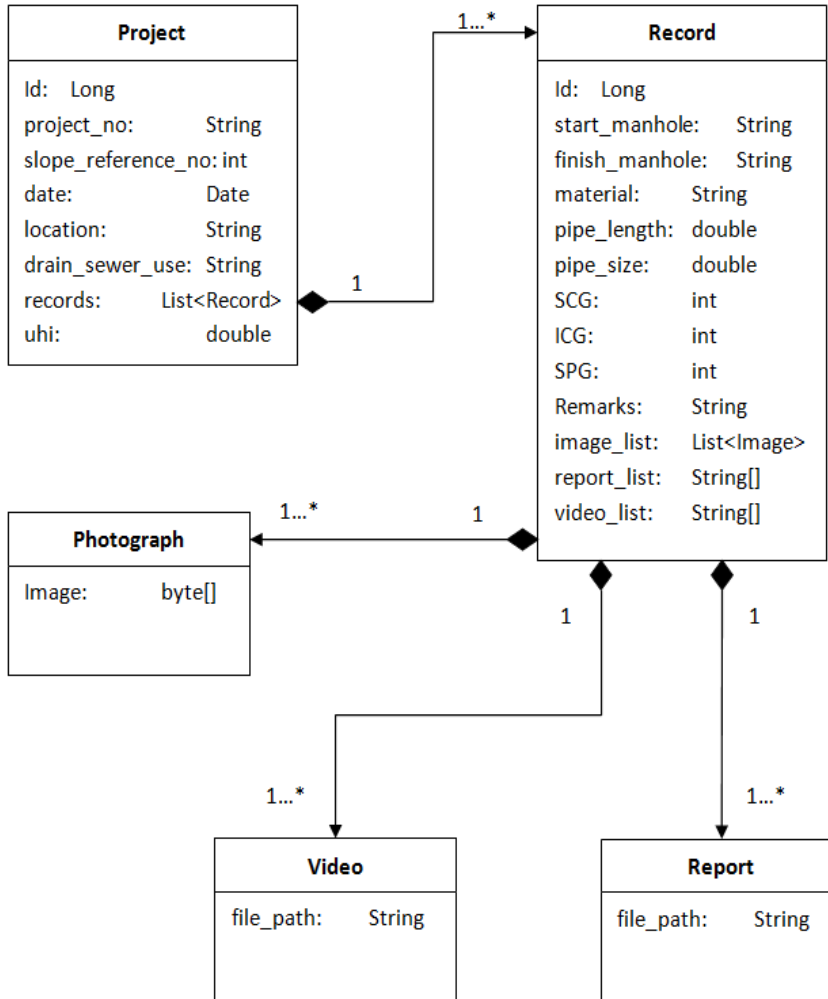 Project
Id: Long
project_no: String
slope_reference_no: int
date: Date
location: String
drain_sewer_use: String
records: List<Record>
uhi: double
1
1...*
Record
Id: Long
start_manhole: String
finish_manhole: String
material: String
pipe_length: double
pipe_size: double
SCG: int
ICG: int
SPG: int
Remarks: String
image_list: List<Image>
report_list: String[]
video_list: String[]
1...*
1
Photograph
Image: byte[]
1
1
1...*
1...*
Video
file_path: String
Report
file_path: String